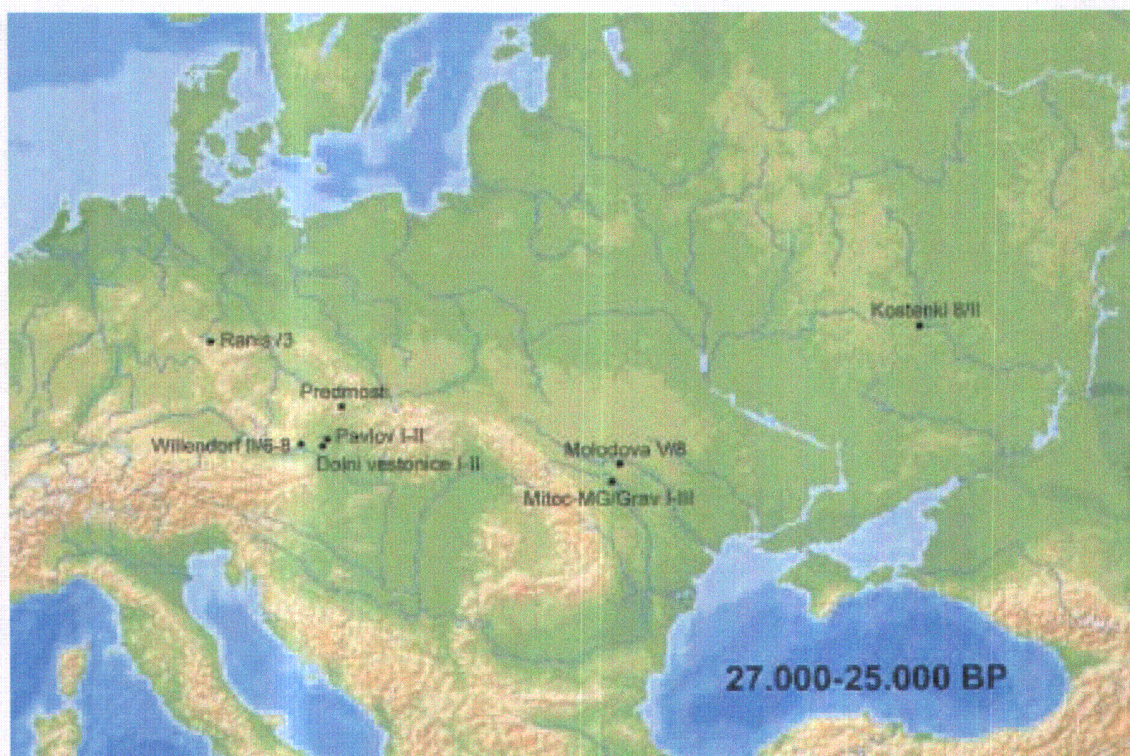 Kostenki 8/II
Ranis /3
Predmosti
Pavlov I-II
Willendorf II/6-8
Dolni vestonice I-II
Molodova V/8
Mitoc-MG/Grav I-III
27.000-25.000 BP